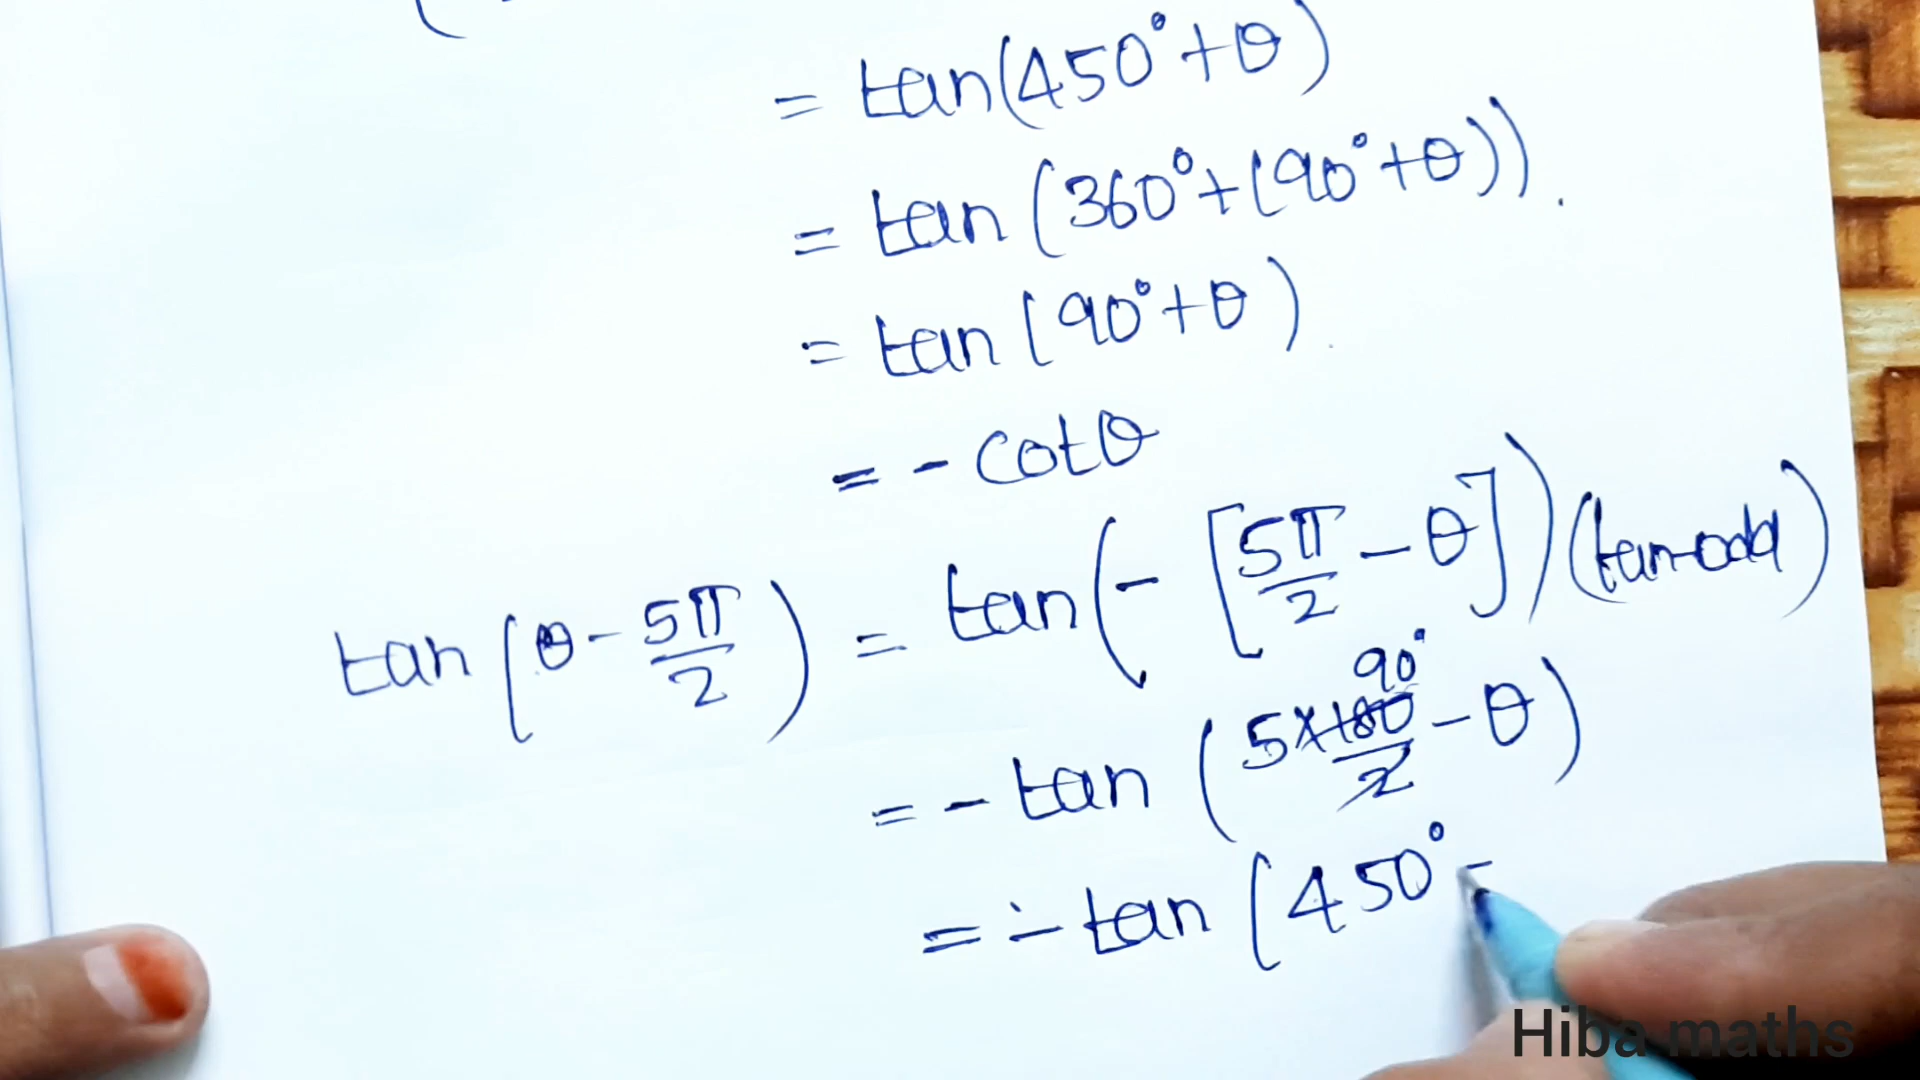 = tan(450°+θ)
= tan(360°+(90°+θ)).
= tan(90°+θ)
= - cotθ
tan(θ - 5π/2) = tan(-[5π/2 - θ]) (tan-odd)
90°
= - tan(5×180/2 - θ)
= - tan(450° -
Hiba maths